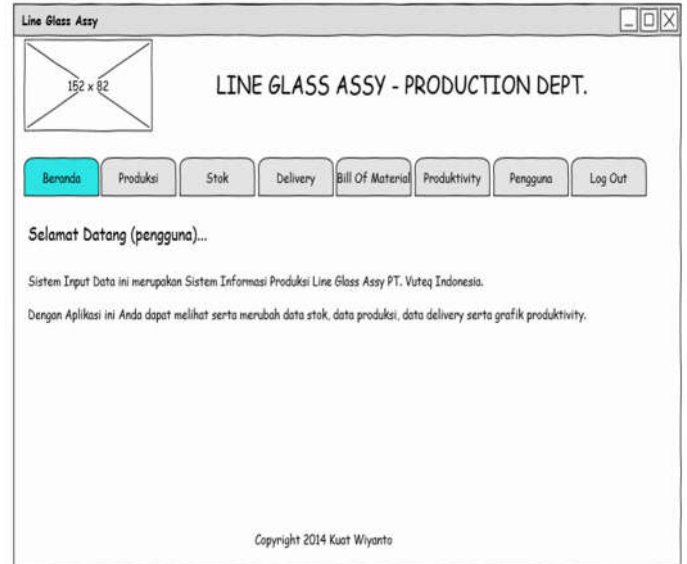 Line Glass Assy
152 x 82
LINE GLASS ASSY - PRODUCTION DEPT.
Beranda Produksi Stok Delivery Bill Of Material Produktivity Pengguna Log Out
Selamat Datang (pengguna)...
Sistem Input Data ini merupakan Sistem Informasi Produksi Line Glass Assy PT. Vuteq Indonesia.
Dengan Aplikasi ini Anda dapat melihat serta merubah data stok, data produksi, data delivery serta grafik produktivity.
Copyright 2014 Kuat Wiyanto